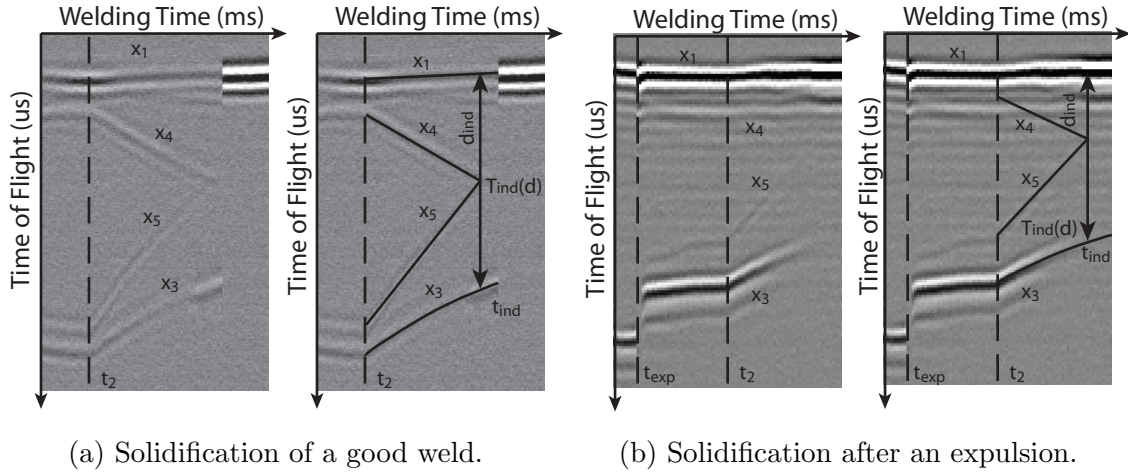 Welding Time (ms) Welding Time (ms) Welding Time (ms) Welding Time (ms)
Time of Flight (us)
x1
x4
x5
x3
t2
Time of Flight (us)
x1
dind
x4
Tind(d)
x5
x3
tind
t2
Time of Flight (us)
x1
x4
x5
x3
texp
t2
Time of Flight (us)
x1
dind
x4
x5
Tind(d)
tind
x3
texp
t2
(a) Solidification of a good weld.
(b) Solidification after an expulsion.